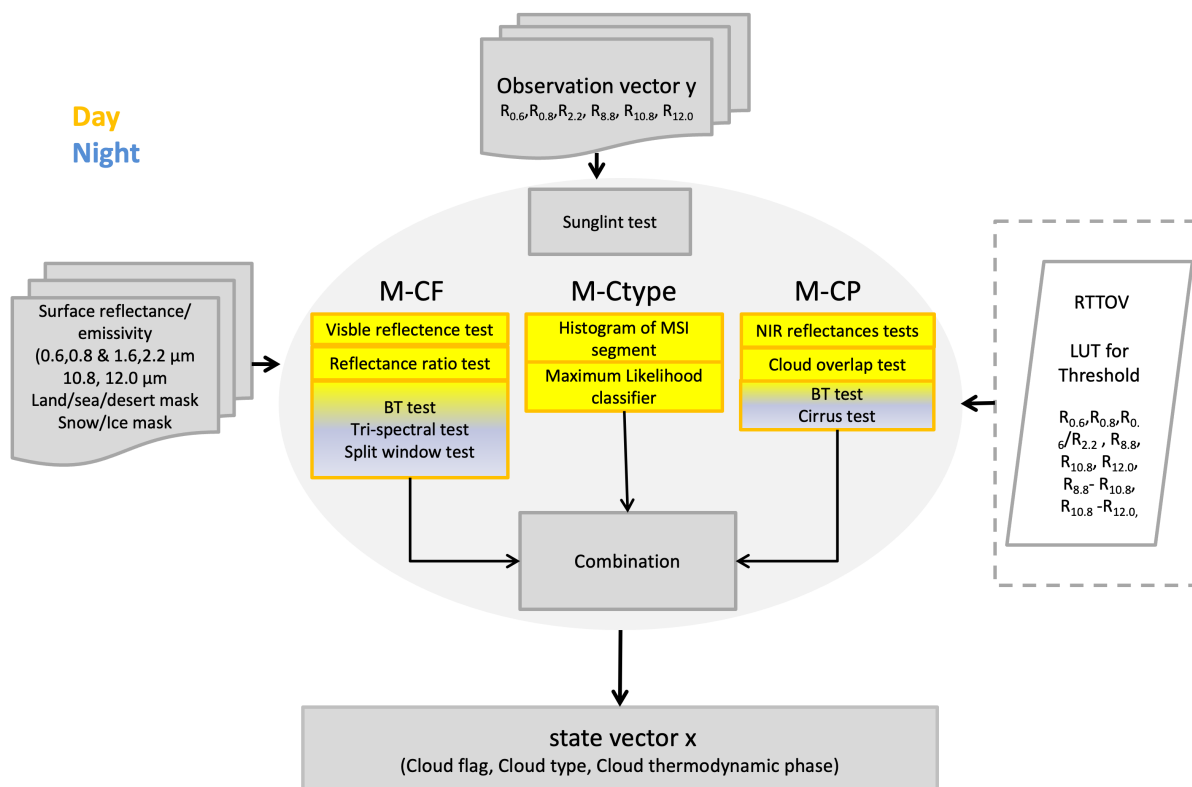 Observation vector y
R0.6,R0.8,R2.2, R8.8, R10.8, R12.0
Day
Night
Sunglint test
Surface reflectance/
emissivity
(0.6,0.8 & 1.6,2.2 µm
10.8, 12.0 µm
Land/sea/desert mask
Snow/Ice mask
M-CF
Visble reflectence test
Reflectance ratio test
BT test
Tri-spectral test
Split window test
M-Ctype
Histogram of MSI
segment
Maximum Likelihood
classifier
M-CP
NIR reflectances tests
Cloud overlap test
BT test
Cirrus test
RTTOV
LUT for
Threshold
R0.6,R0.8,R0.
6/R2.2 , R8.8,
R10.8, R12.0,
R8.8- R10.8,
R10.8 -R12.0,
Combination
state vector x
(Cloud flag, Cloud type, Cloud thermodynamic phase)